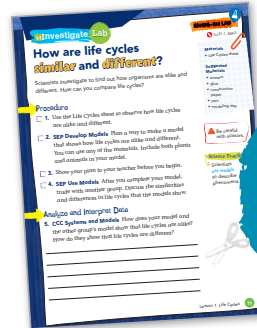 uInvestigate Lab
How are life cycles
similar and different?
Scientists investigate to find out how organisms are alike and
different. How can you compare life cycles?
HANDS-ON LAB
Materials
• Life Cycles Sheet
Suggested
Materials
• scissors
• glue
• construction
paper
• yarn
• modeling clay
Be careful
with scissors.
Science Practice
Scientists
use models
to describe
phenomena.
Procedure
1. Use the Life Cycles sheet to observe how life cycles
are alike and different.
2. SEP Develop Models Plan a way to make a model
that shows how life cycles are alike and different.
You can use any of the materials. Include both plants
and animals in your model.
3. Show your plan to your teacher before you begin.
4. SEP Use Models After you complete your model,
trade with another group. Discuss the similarities
and differences in life cycles that the models show.
Analyze and Interpret Data
5. CCC Systems and Models How does your model and
the other group's model show that life cycles are alike?
How do they show that life cycles are different?
Lesson 1 Life Cycles